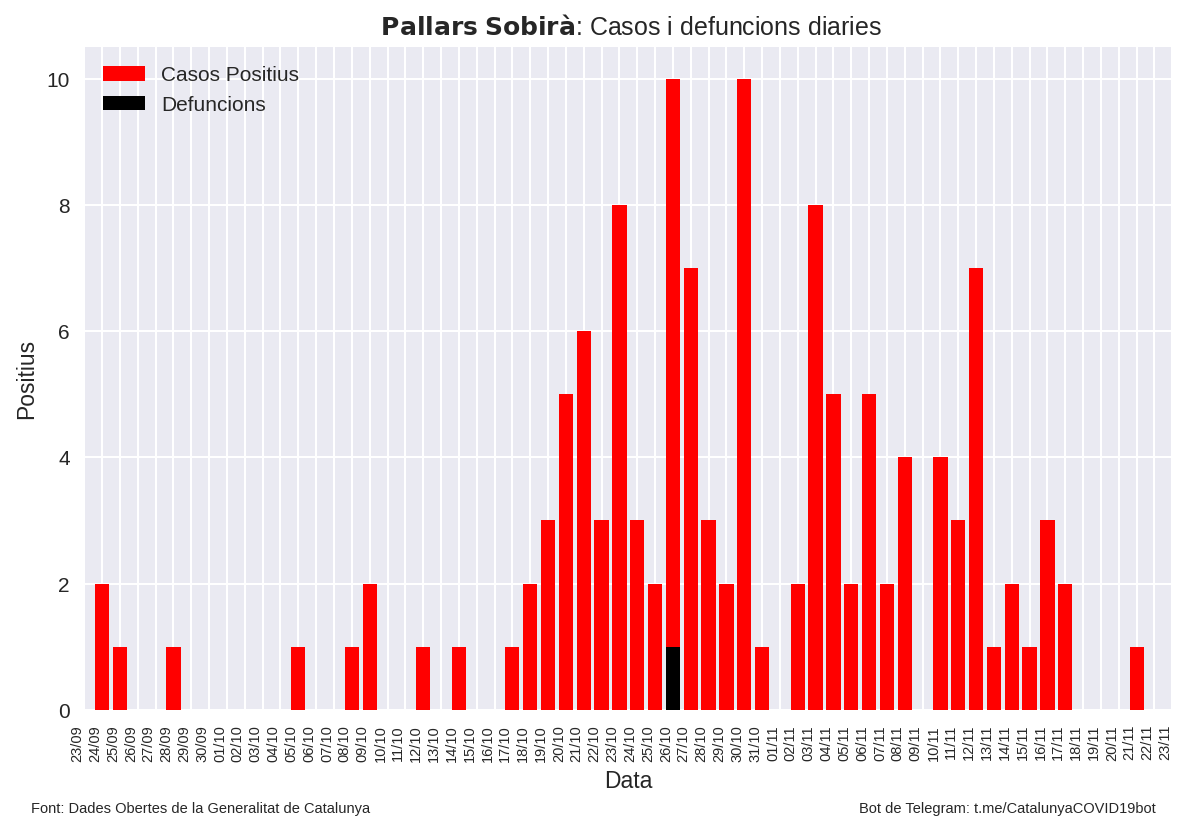 Pallars Sobirà: Casos i defuncions diaries
Casos Positius
Defuncions
10
8
6
4
2
0
Positius
23/09 24/09 25/09 26/09 27/09 28/09 29/09 30/09 01/10 02/10 03/10 04/10 05/10 06/10 07/10 08/10 09/10 10/10 11/10 12/10 13/10 14/10 15/10 16/10 17/10 18/10 19/10 20/10 21/10 22/10 23/10 24/10 25/10 26/10 27/10 28/10 29/10 30/10 31/10 01/11 02/11 03/11 04/11 05/11 06/11 07/11 08/11 09/11 10/11 11/11 12/11 13/11 14/11 15/11 16/11 17/11 18/11 19/11 20/11 21/11 22/11 23/11
Data
Font: Dades Obertes de la Generalitat de Catalunya
Bot de Telegram: t.me/CatalunyaCOVID19bot